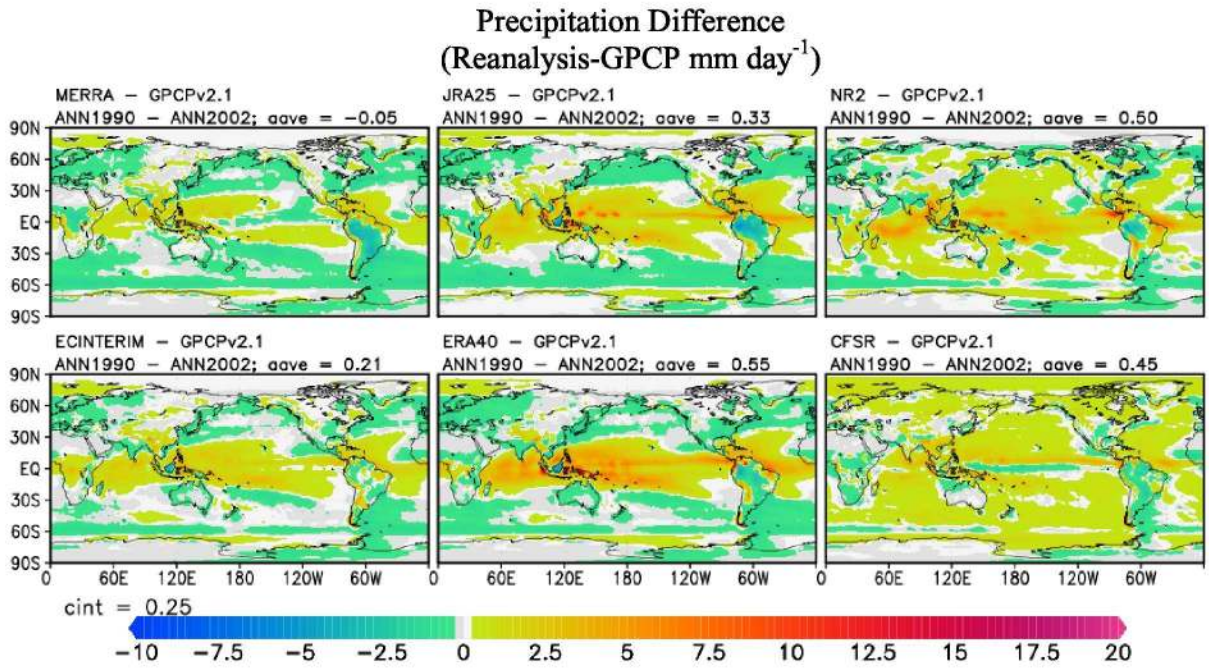 Precipitation Difference
(Reanalysis-GPCP mm day-1)
MERRA - GPCPv2.1
ANN1990 - ANN2002; aave = -0.05
JRA25 - GPCPv2.1
ANN1990 - ANN2002; aave = 0.33
NR2 - GPCPv2.1
ANN1990 - ANN2002; aave = 0.50
90N
60N
30N
EQ
30S
60S
90S
ECINTERIM - GPCPv2.1
ANN1990 - ANN2002; aave = 0.21
ERA40 - GPCPv2.1
ANN1990 - ANN2002; aave = 0.55
CFSR - GPCPv2.1
ANN1990 - ANN2002; aave = 0.45
90N
60N
30N
EQ
30S
60S
90S
0 60E 120E 180 120W 60W 0 60E 120E 180 120W 60W 0 60E 120E 180 120W 60W
cint = 0.25
-10 -7.5 -5 -2.5 0 2.5 5 7.5 10 12.5 15 17.5 20